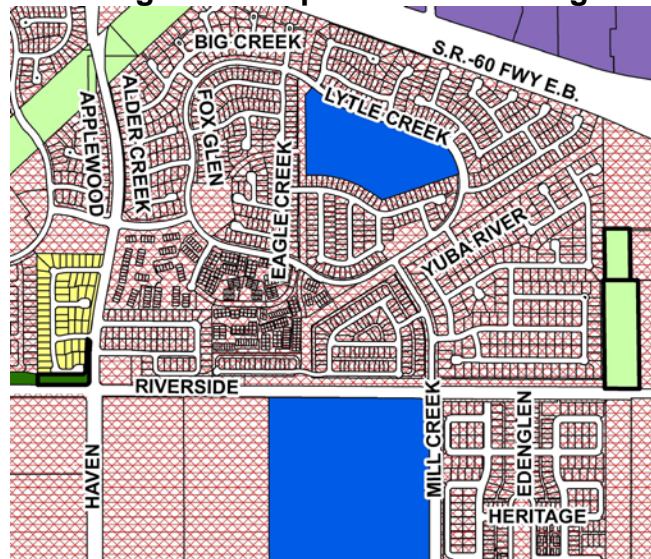 BIG CREEK
S.R.-60 FWY E.B.
LYTLE CREEK
APPLEWOOD
ALDER CREEK
FOX GLEN
EAGLE CREEK
YUBA RIVER
RIVERSIDE
HAVEN
MILL CREEK
EDENGLEN
HERITAGE